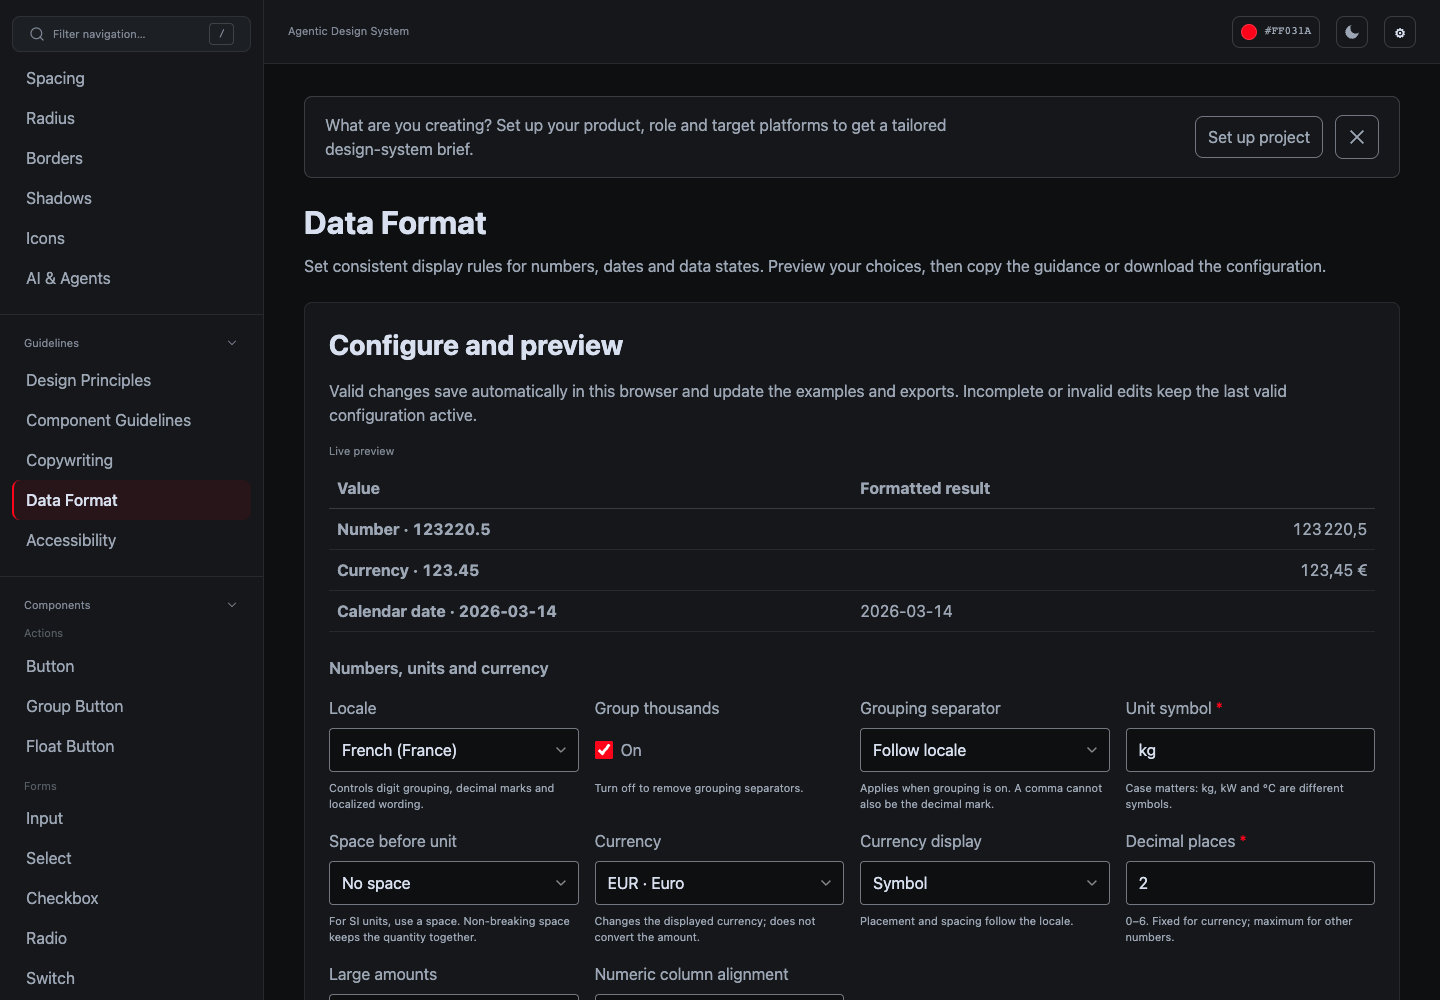 Filter navigation...
/
Spacing
Radius
Borders
Shadows
Icons
AI & Agents
Guidelines
Design Principles
Component Guidelines
Copywriting
Data Format
Accessibility
Components
Actions
Button
Group Button
Float Button
Forms
Input
Select
Checkbox
Radio
Switch
Agentic Design System
#FF031A
What are you creating? Set up your product, role and target platforms to get a tailored
design-system brief.
Set up project
Data Format
Set consistent display rules for numbers, dates and data states. Preview your choices, then copy the guidance or download the configuration.
Configure and preview
Valid changes save automatically in this browser and update the examples and exports. Incomplete or invalid edits keep the last valid
configuration active.
Live preview
Value Formatted result
Number · 123220.5 123 220,5
Currency · 123.45 123,45 €
Calendar date · 2026-03-14 2026-03-14
Numbers, units and currency
Locale Group thousands Grouping separator Unit symbol *
French (France) On Follow locale kg
Controls digit grouping, decimal marks and
localized wording.
Turn off to remove grouping separators.
Applies when grouping is on. A comma cannot
also be the decimal mark.
Case matters: kg, kW and °C are different
symbols.
Space before unit Currency Currency display Decimal places *
No space EUR · Euro Symbol 2
For SI units, use a space. Non-breaking space
keeps the quantity together.
Changes the displayed currency; does not
convert the amount.
Placement and spacing follow the locale.
0–6. Fixed for currency; maximum for other
numbers.
Large amounts Numeric column alignment